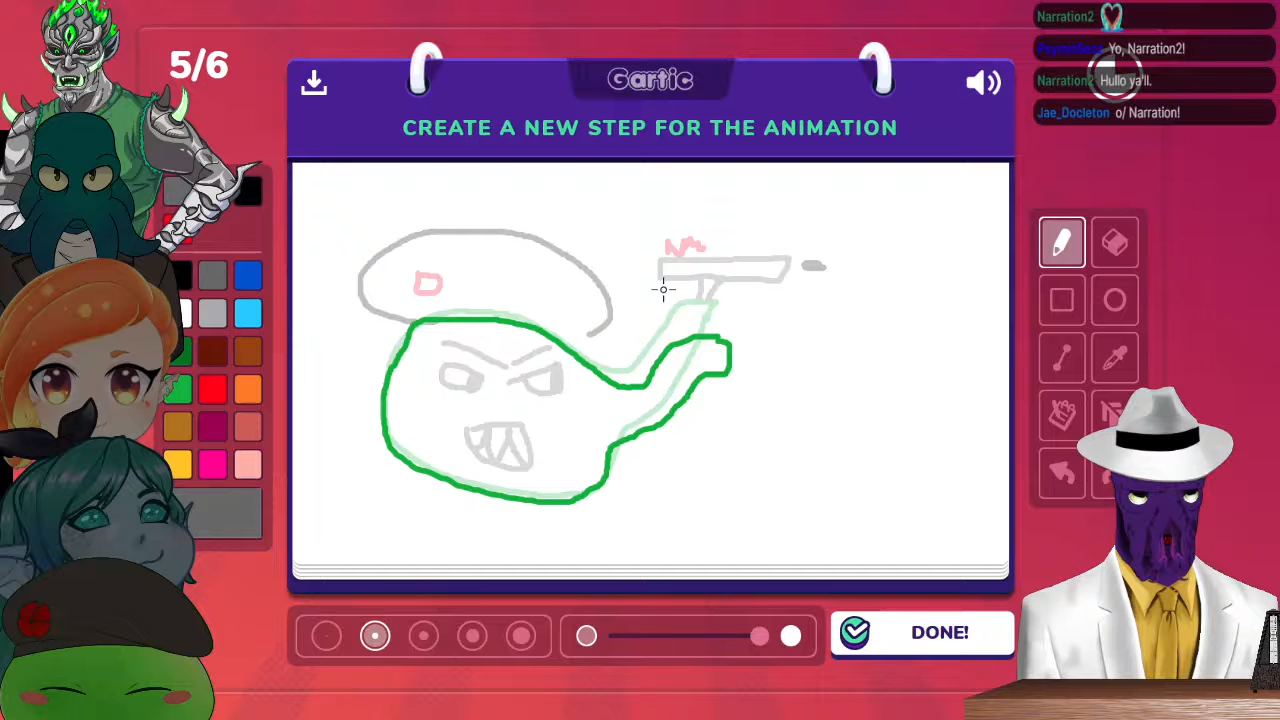 5/6
Gartic
CREATE A NEW STEP FOR THE ANIMATION
Narration2
Yo, Narration2!
Narration2 Hullo ya'll.
Jae_Docleton o/ Narration!
DONE!